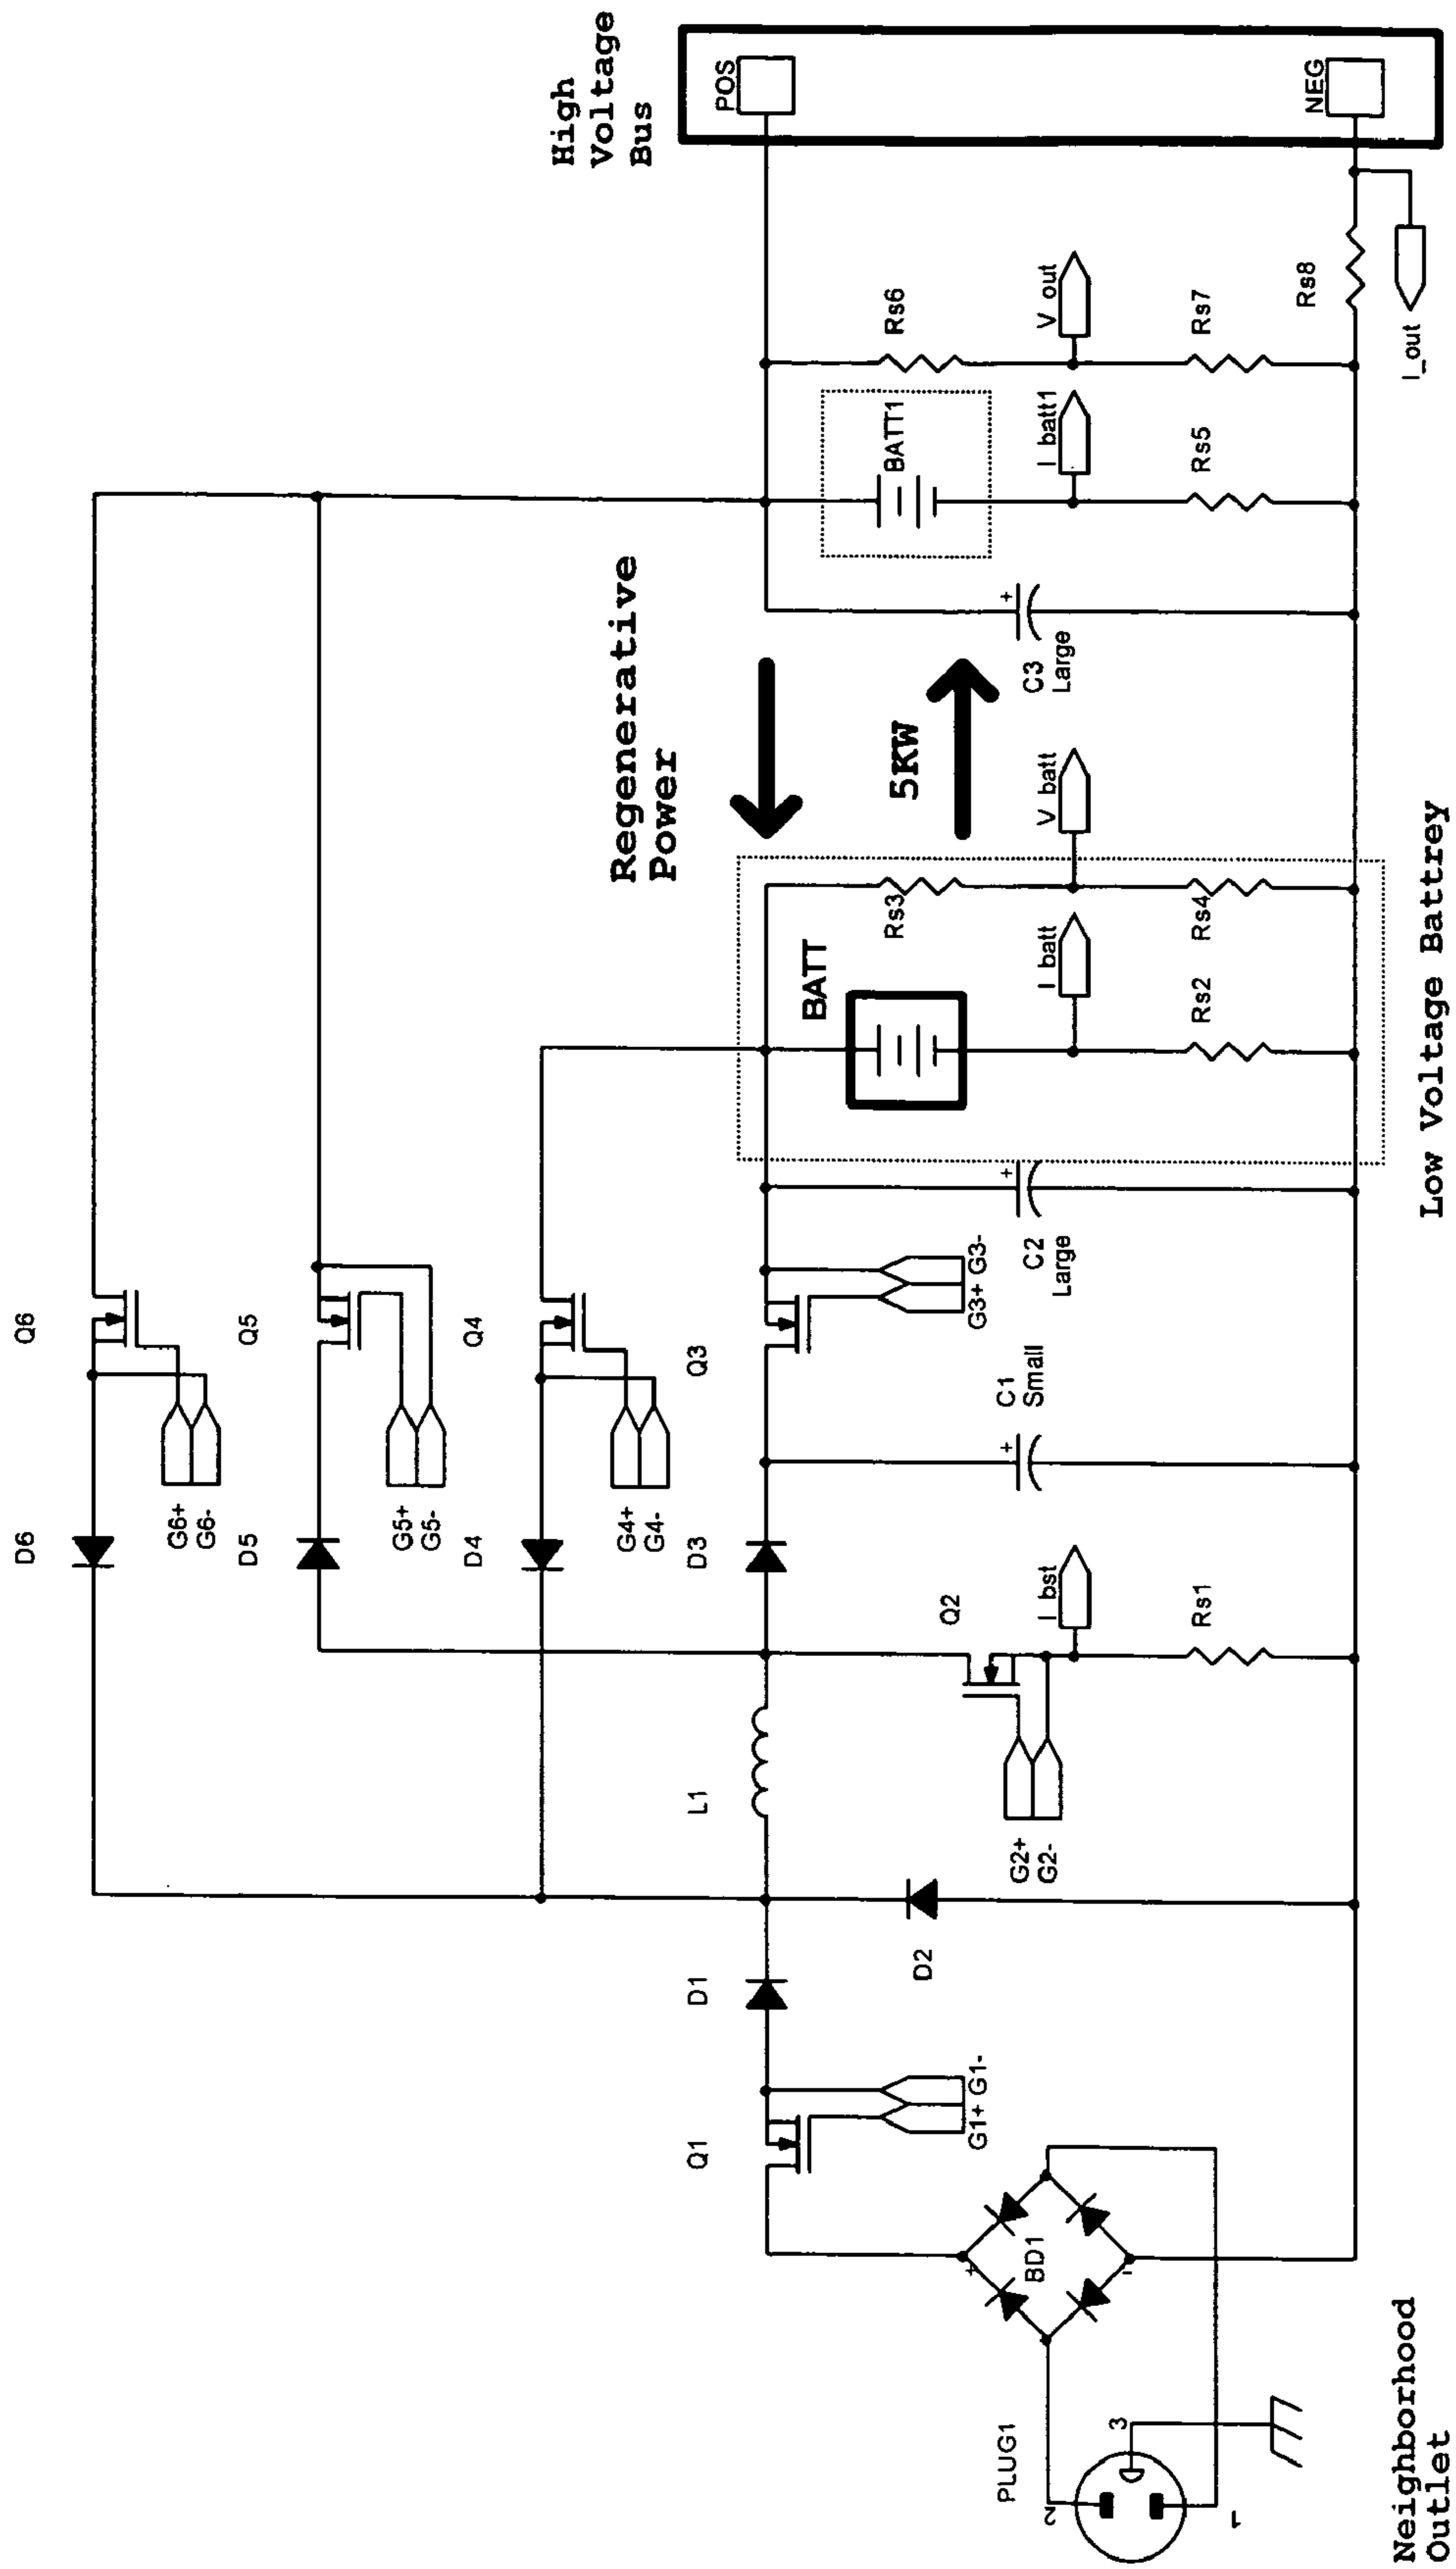 Q6
D6
G6+
G6-
Q5
D5
G5+
G5-
Q4
D4
G4+
G4-
Q3
D3
G3+ G3-
High
Voltage
Bus
POS
NEG
Regenerative
Power
5KW
BATT
BATT1
Rs3
Rs6
V_batt
I_batt
I_batt1
V_out
Rs2
Rs4
Rs5
Rs7
Rs8
I_out
C3
Large
C2
Large
C1
Small
L1
Q2
G2+
G2-
I_bst
Rs1
D1
D2
Q1
G1+ G1-
BD1
+
-
PLUG1
2
3
1
Neighborhood
Outlet
Low Voltage Battrey